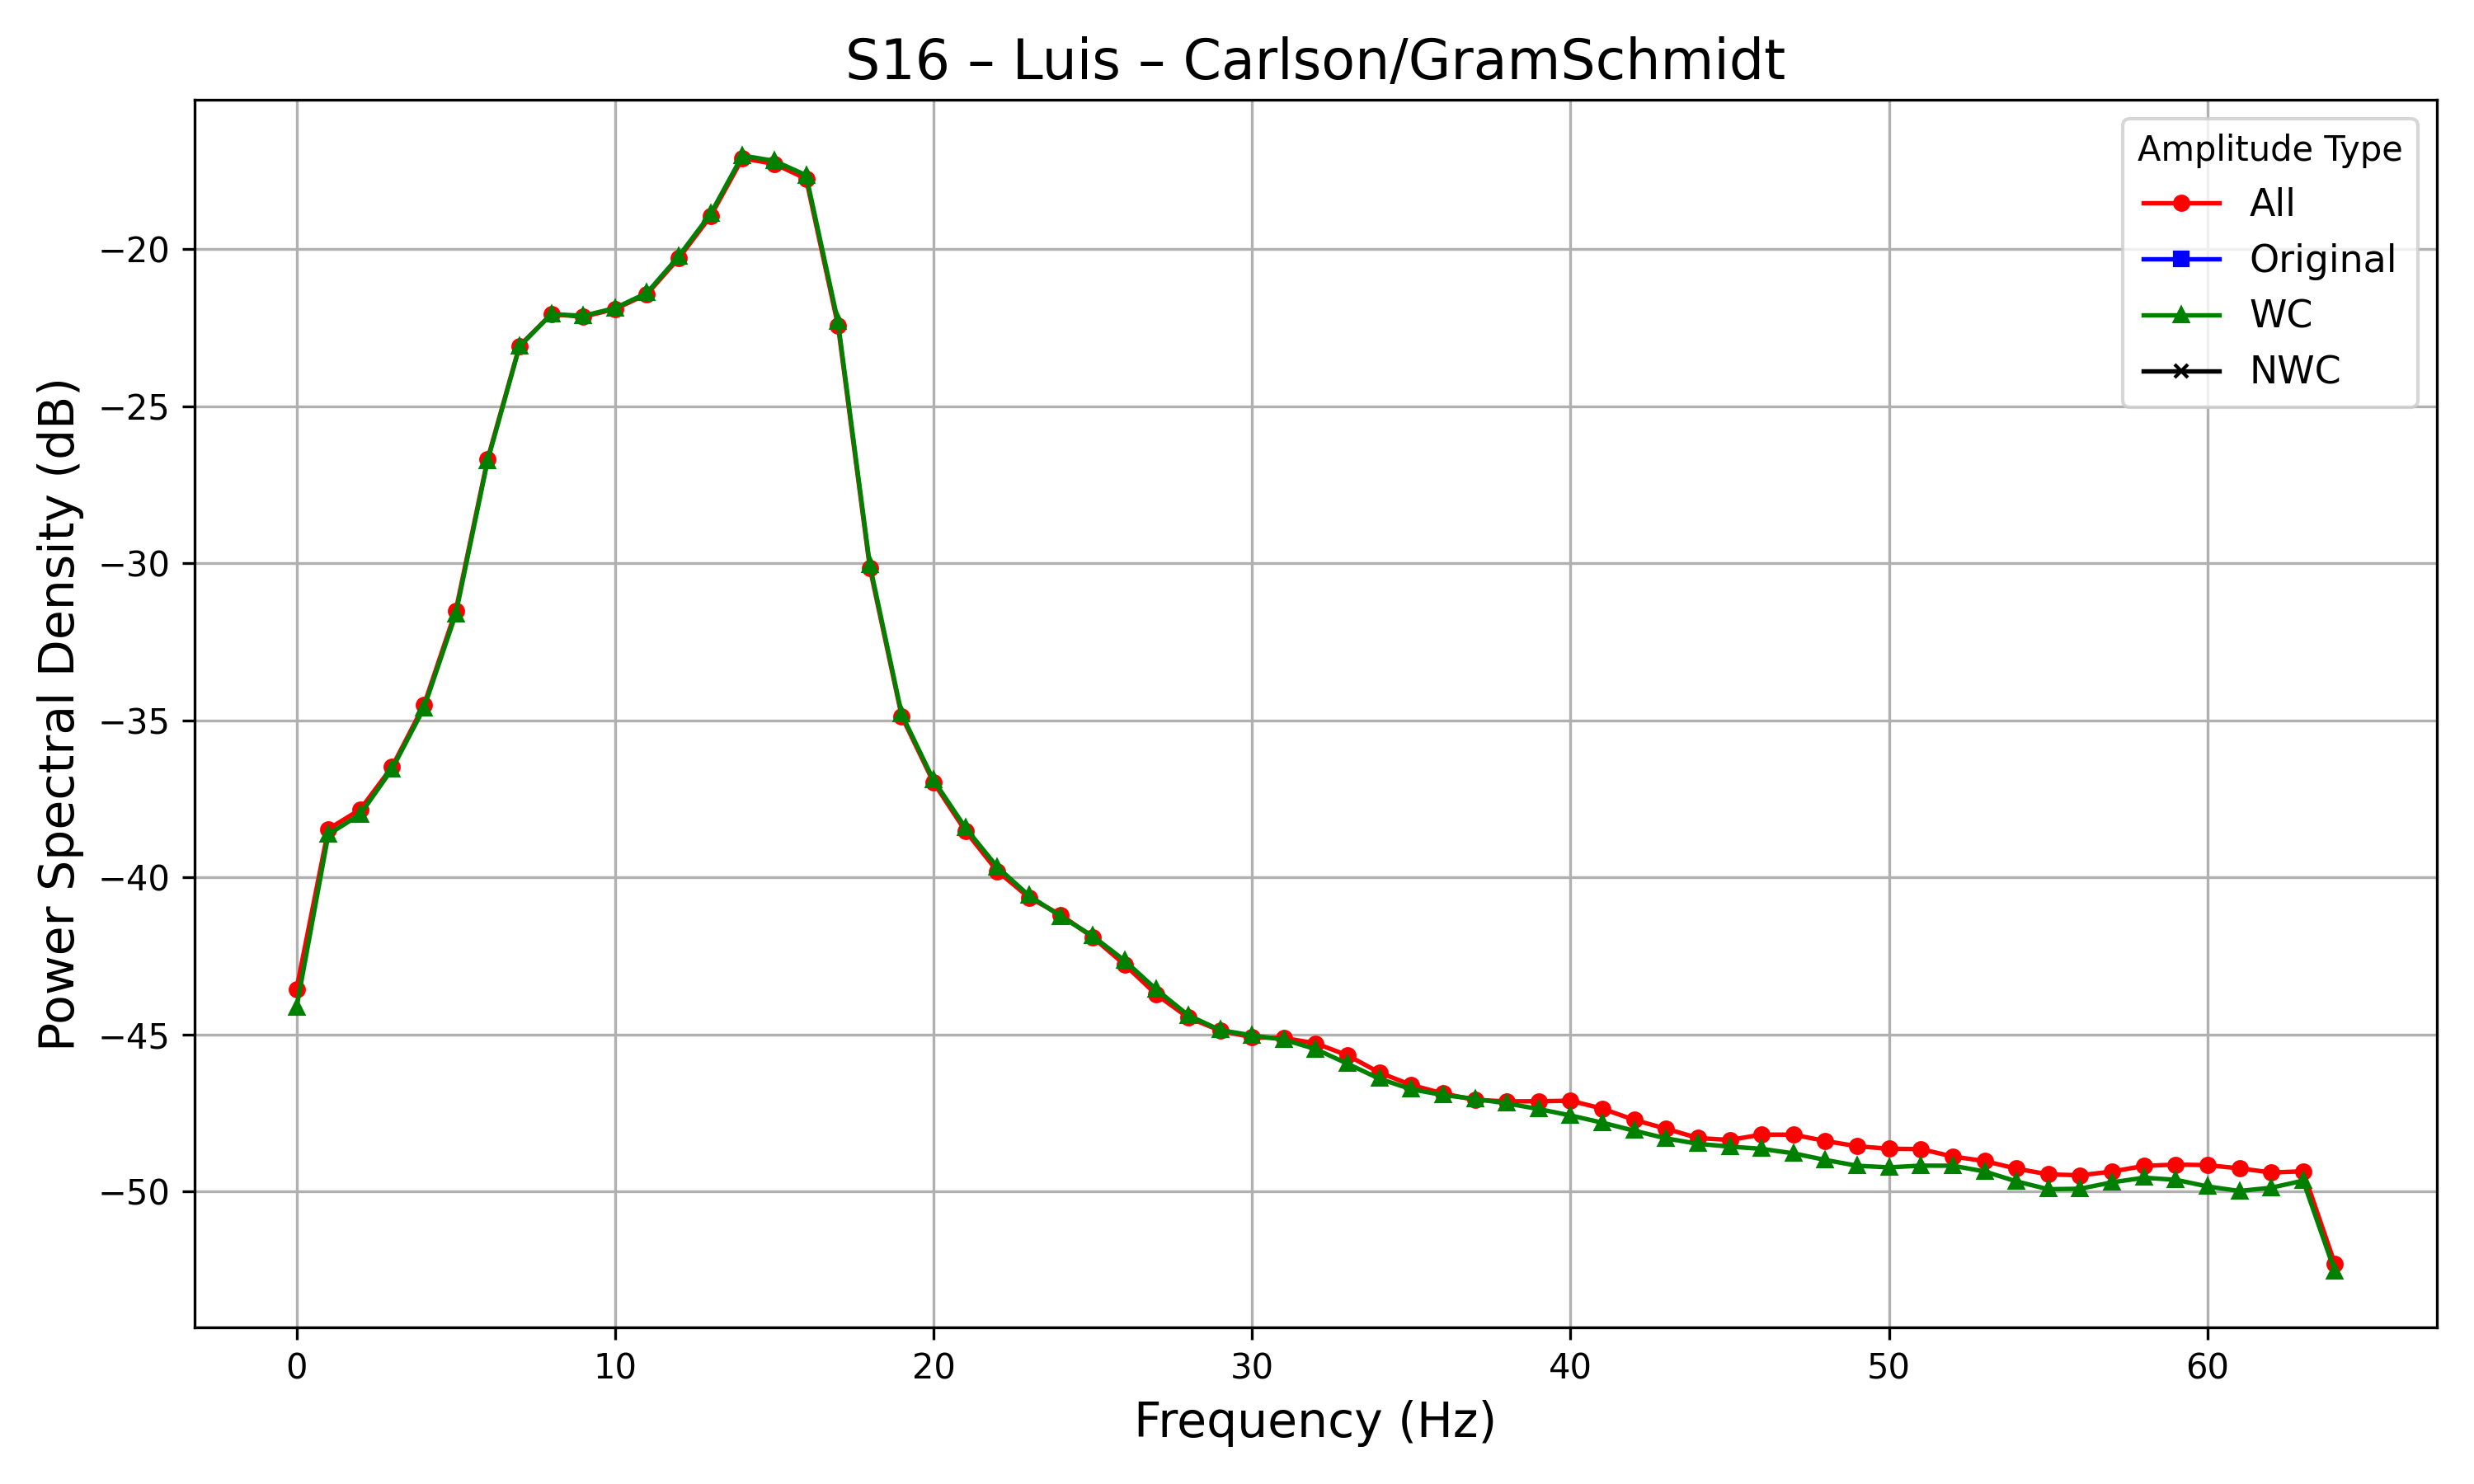 S16 – Luis – Carlson/GramSchmidt
Amplitude Type
All
Original
WC
NWC
Power Spectral Density (dB)
−20
−25
−30
−35
−40
−45
−50
0 10 20 30 40 50 60
Frequency (Hz)